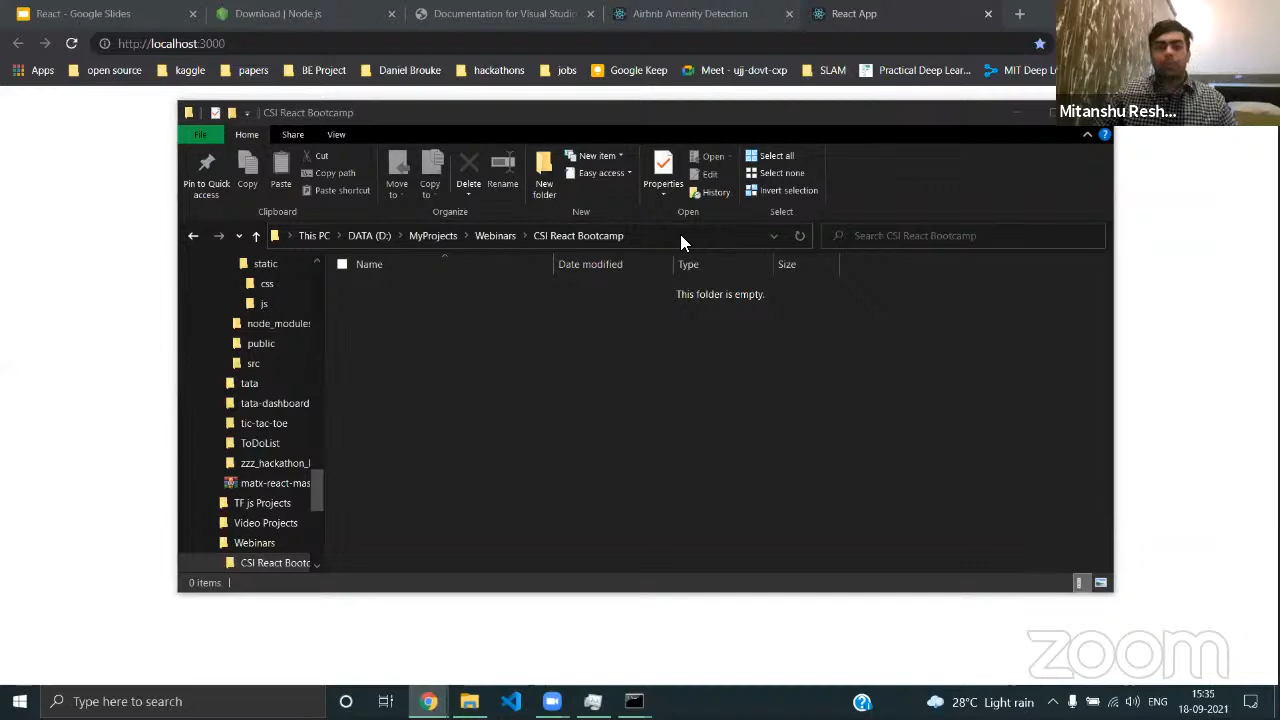 React - Google Slides
Download | Node.js
Documentation for Visual Studio
Airbnb Amenity Detection
React App
http://localhost:3000
Apps
open source
kaggle
papers
BE Project
Daniel Brouke
Hackathons
jobs
Google Keep
Meet - ujj-dovt-cxp
SLAM
Practical Deep Lear...
MIT Deep L
Mitanshu Resh...
CSI React Bootcamp
File
Home
Share
View
Pin to Quick access
Copy
Paste
Cut
Copy path
Paste shortcut
Clipboard
Move to
Copy to
Delete
Rename
Organize
New folder
New item
Easy access
New
Properties
Open
Edit
History
Open
Select all
Select none
Invert selection
Select
This PC
DATA (D:)
MyProjects
Webinars
CSI React Bootcamp
Search CSI React Bootcamp
Name
Date modified
Type
Size
This folder is empty.
static
css
js
node_modules
public
src
tata
tata-dashboard
tic-tac-toe
ToDoList
zzz_hackathon_l
matx-react-mas
TF js Projects
Video Projects
Webinars
CSI React Bootc
0 items
zoom
Type here to search
28°C Light rain
ENG
15:35
18-09-2021